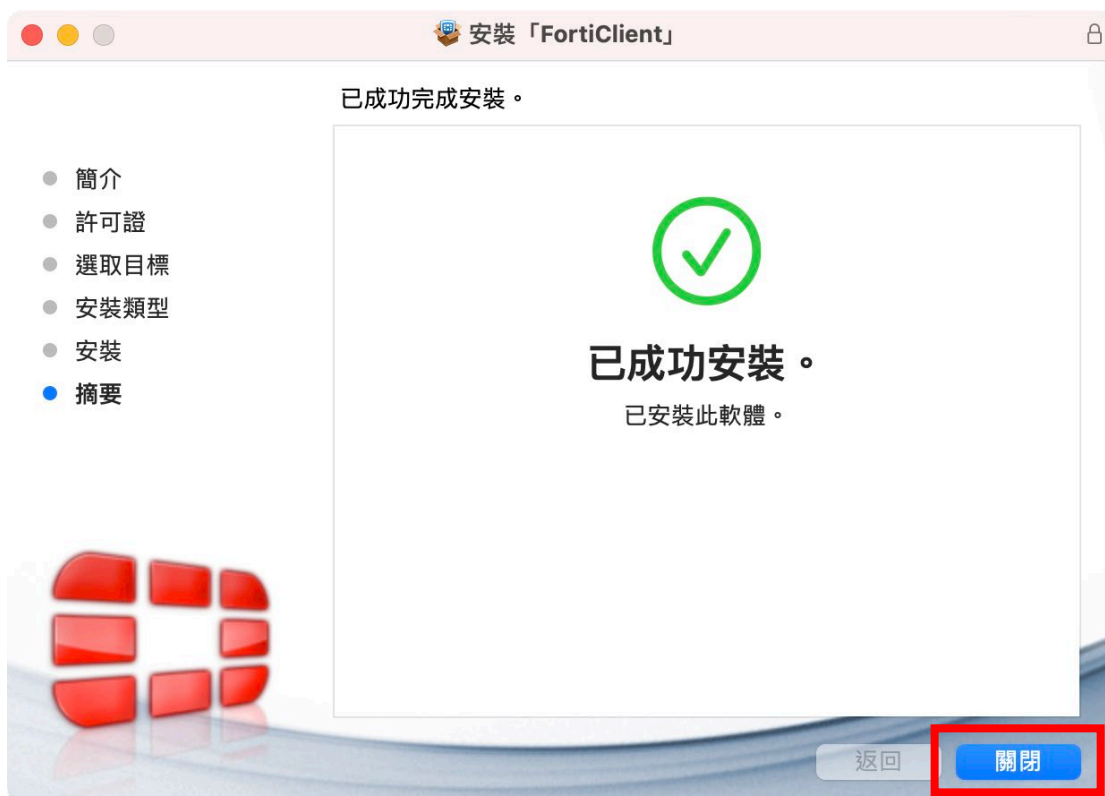 安裝「FortiClient」
已成功完成安裝。
簡介
許可證
選取目標
安裝類型
安裝
摘要
已成功安裝。
已安裝此軟體。
返回
關閉